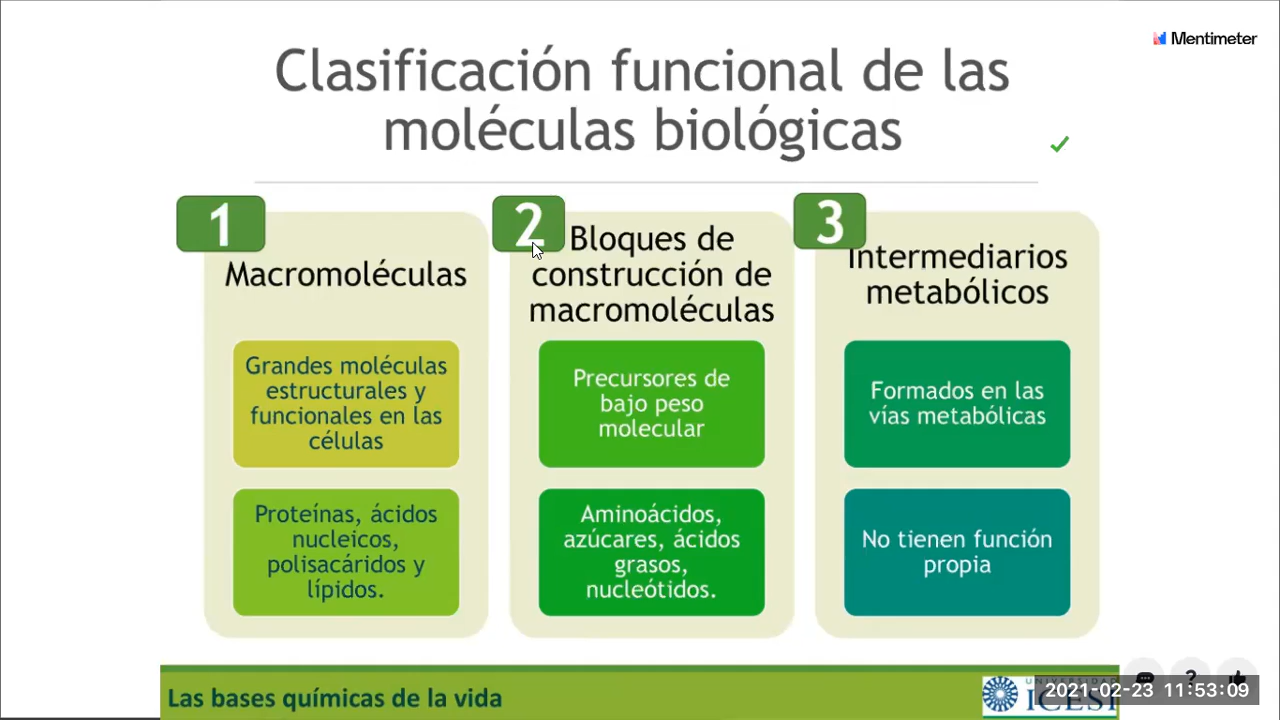 Mentimeter
Clasificación funcional de las
moléculas biológicas
1
Macromoléculas
Grandes moléculas
estructurales y
funcionales en las
células
Proteínas, ácidos
nucleicos,
polisacáridos y
lípidos.
2
Bloques de
construcción de
macromoléculas
Precursores de
bajo peso
molecular
Aminoácidos,
azúcares, ácidos
grasos,
nucleótidos.
3
Intermediarios
metabólicos
Formados en las
vías metabólicas
No tienen función
propia
Las bases químicas de la vida
ICESI
2021-02-23 11:53:09